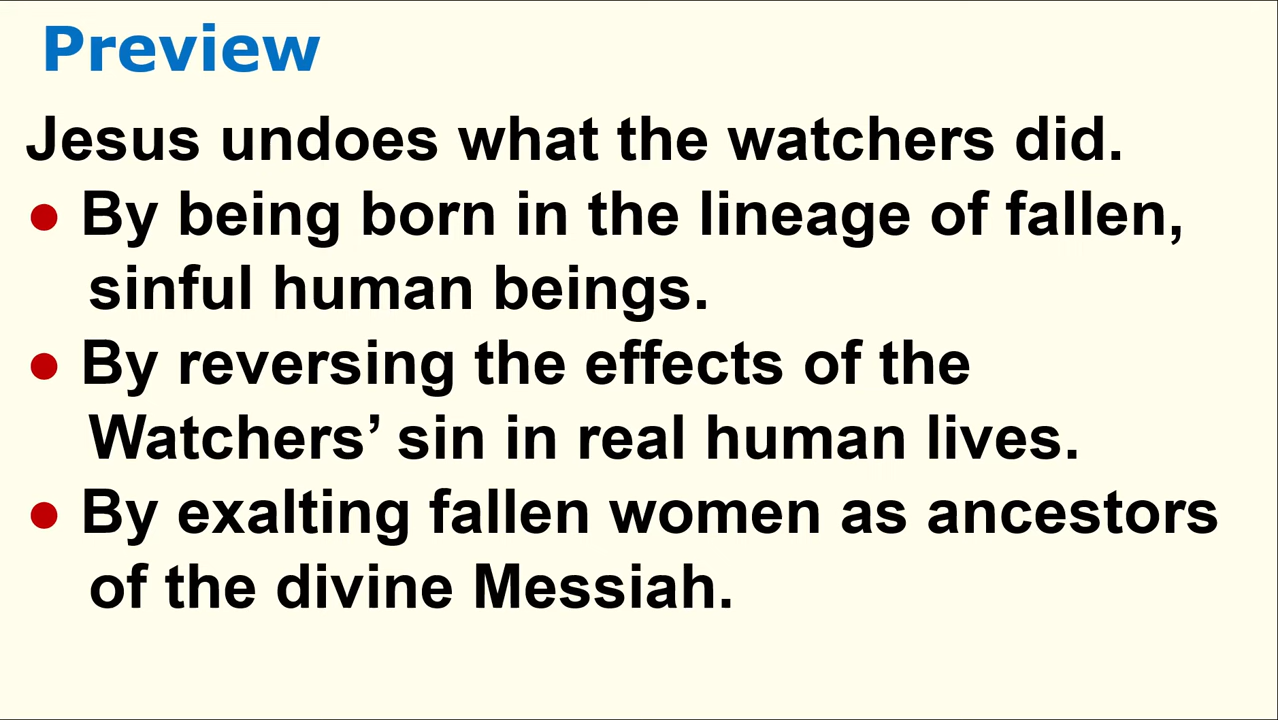 Preview
Jesus undoes what the watchers did.
● By being born in the lineage of fallen,
sinful human beings.
● By reversing the effects of the
Watchers’ sin in real human lives.
● By exalting fallen women as ancestors
of the divine Messiah.